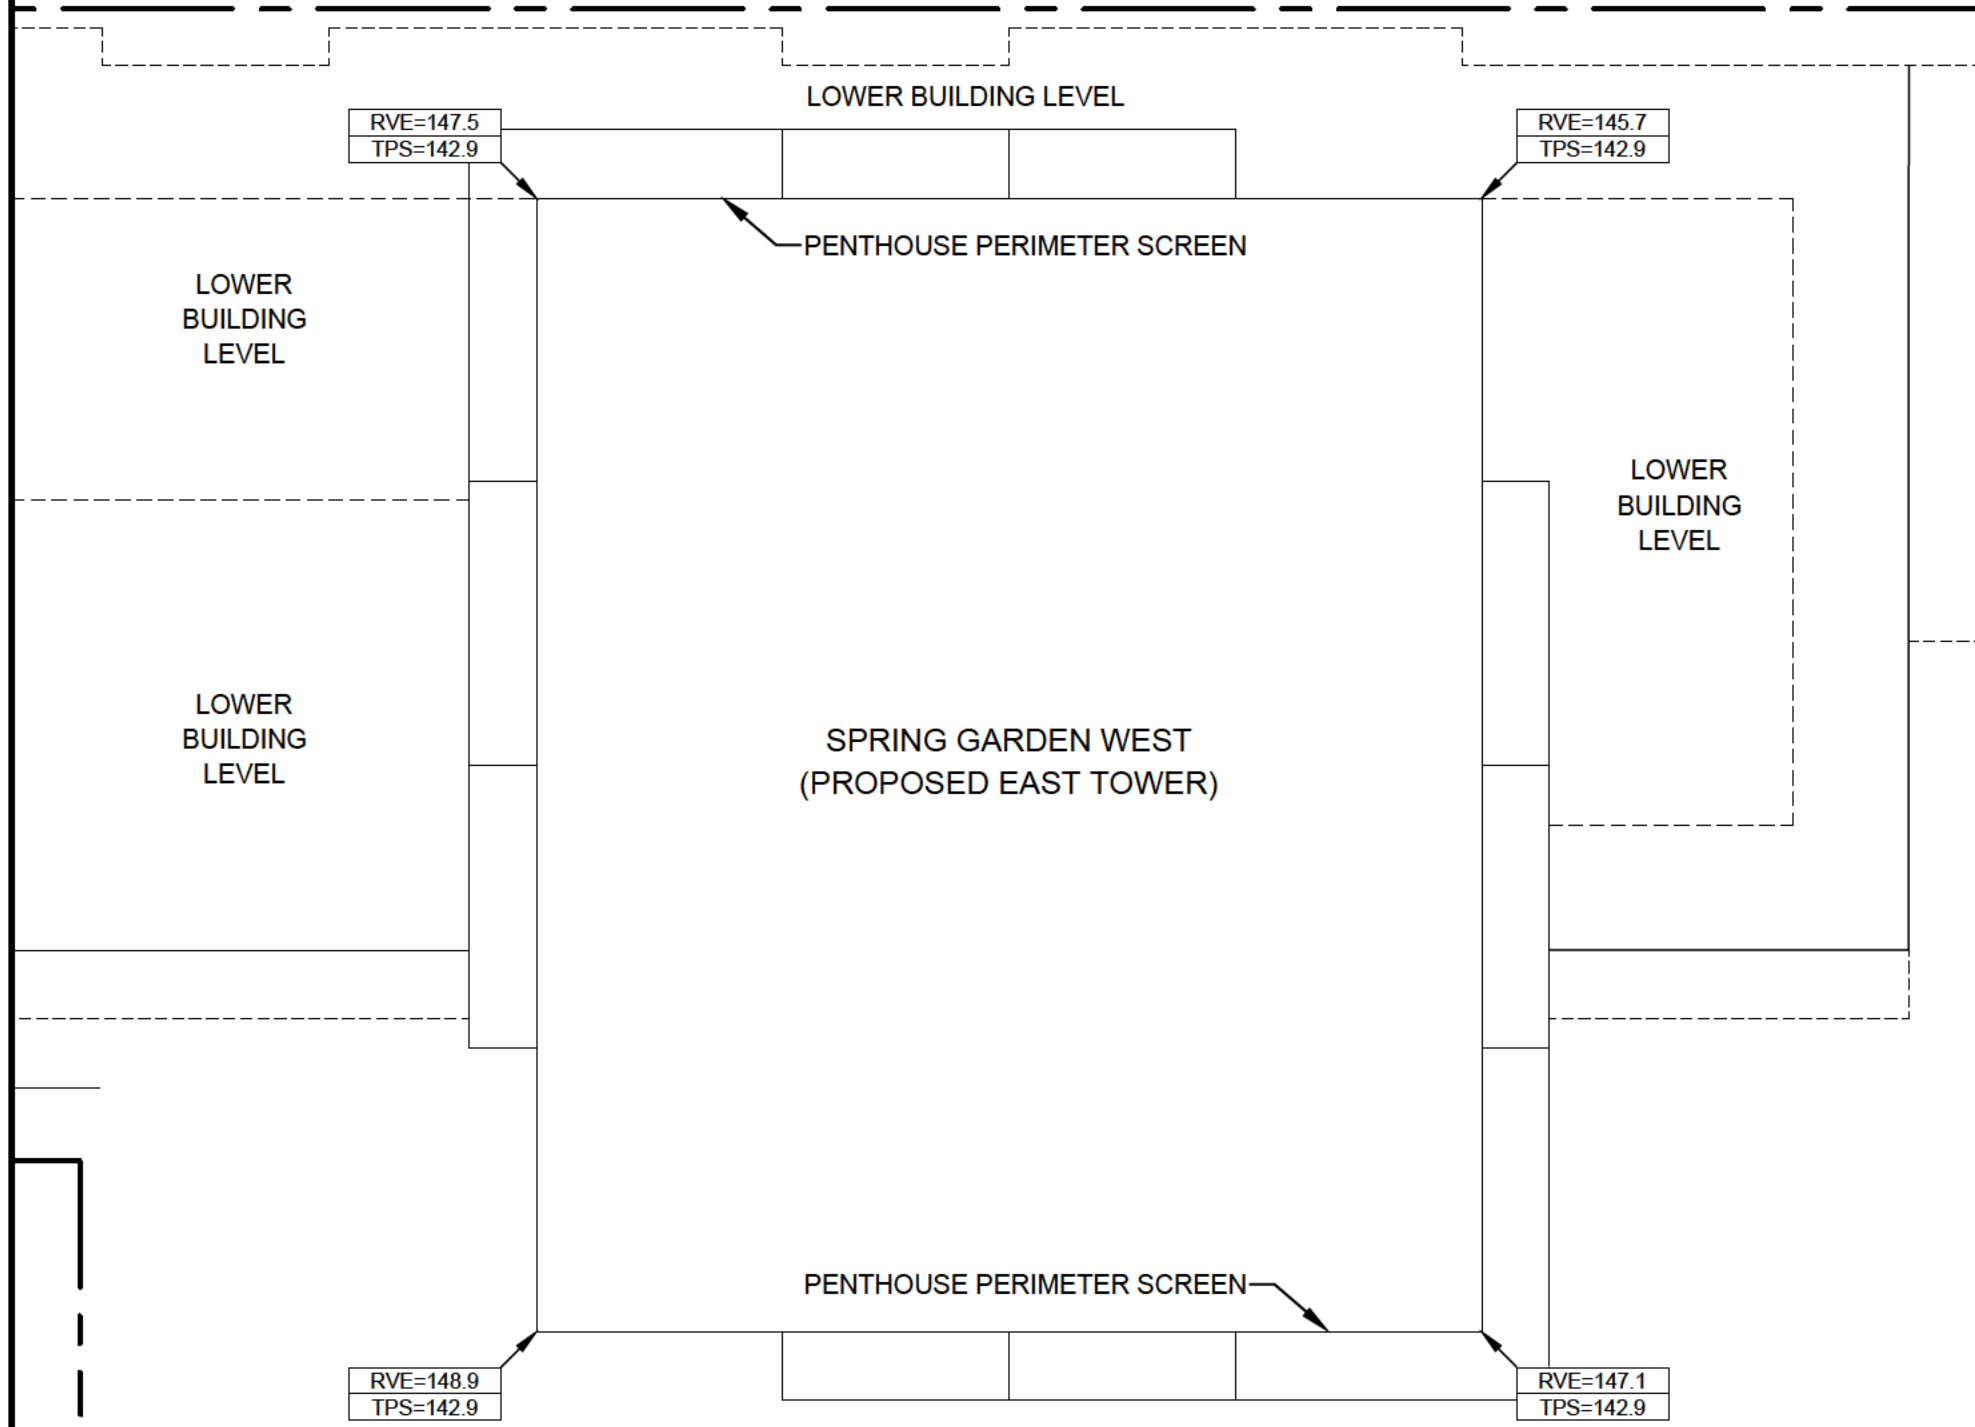 LOWER BUILDING LEVEL
RVE=147.5
TPS=142.9
RVE=145.7
TPS=142.9
PENTHOUSE PERIMETER SCREEN
LOWER
BUILDING
LEVEL
LOWER
BUILDING
LEVEL
LOWER
BUILDING
LEVEL
SPRING GARDEN WEST
(PROPOSED EAST TOWER)
PENTHOUSE PERIMETER SCREEN
RVE=148.9
TPS=142.9
RVE=147.1
TPS=142.9